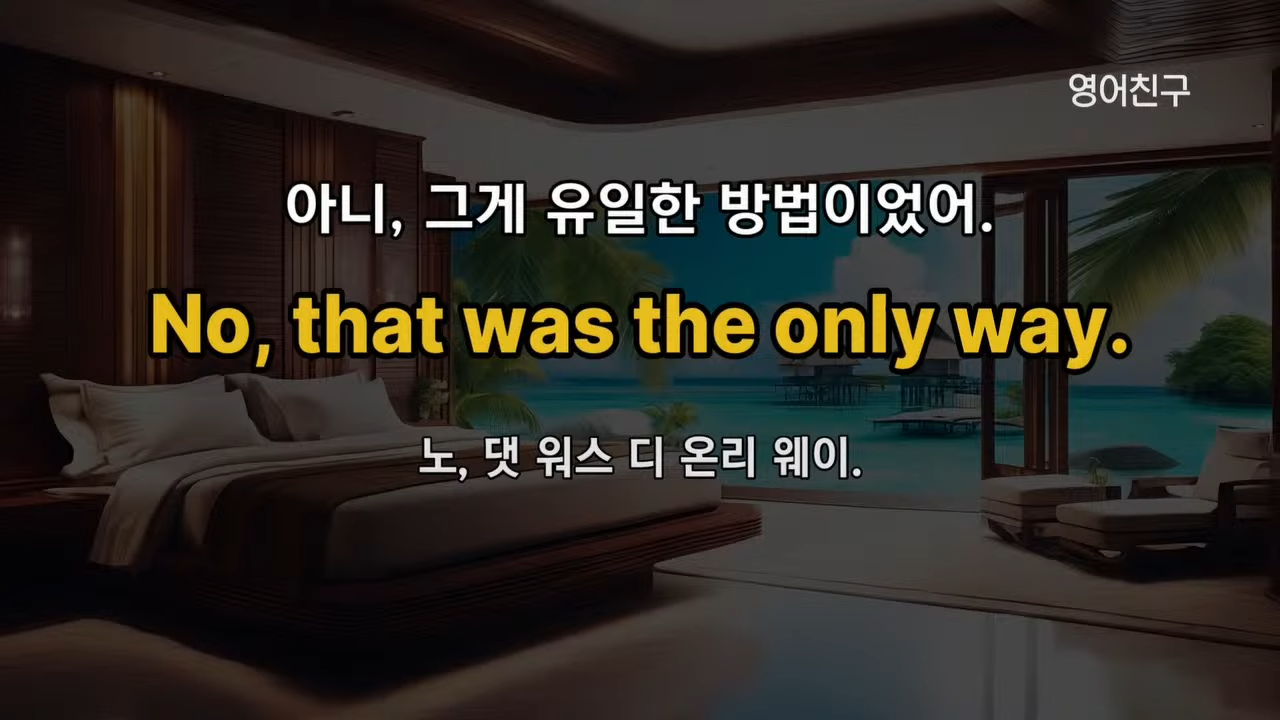 영어친구
아니, 그게 유일한 방법이었어.
No, that was the only way.
노, 댓 워스 디 온리 웨이.